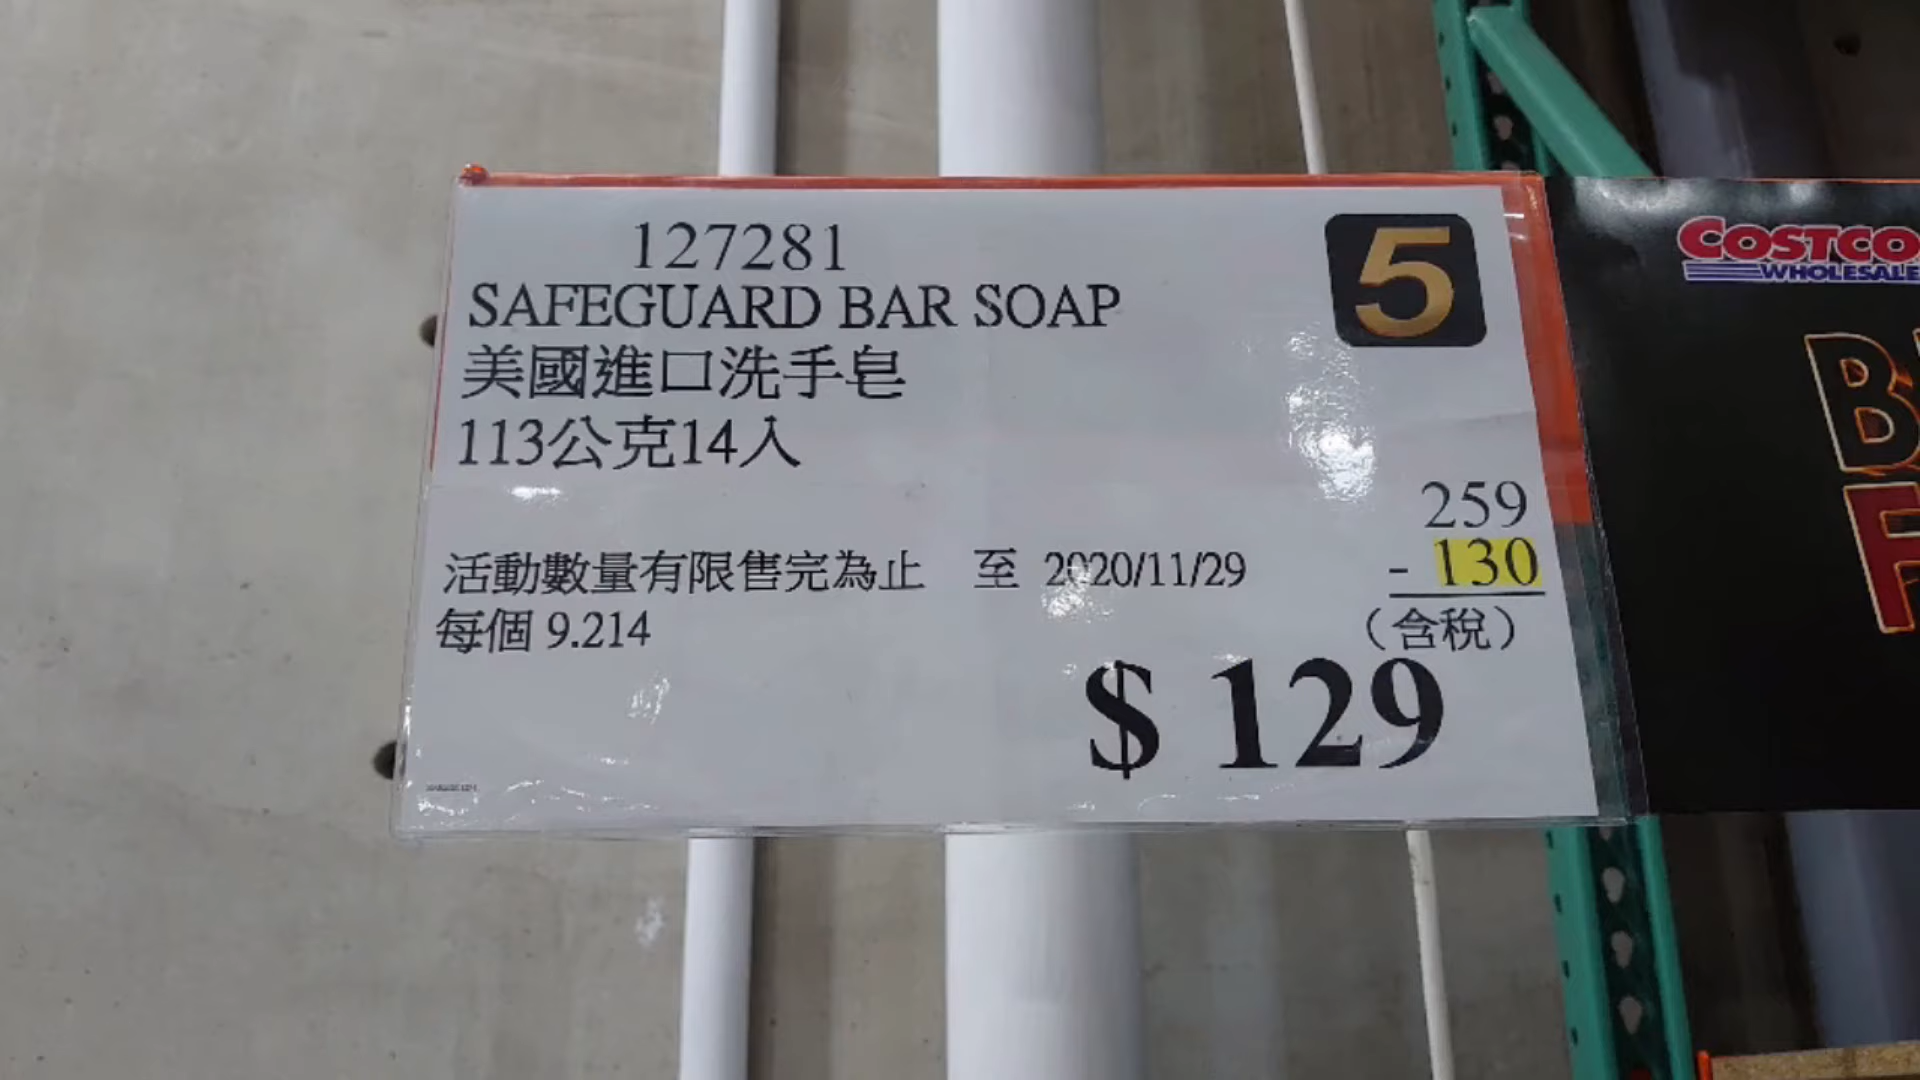 127281
SAFEGUARD BAR SOAP
美國進口洗手皂
113公克14入
5
259
- 130
活動數量有限售完為止 至 2020/11/29
每個 9.214
(含稅)
$ 129
COSTCO
WHOLESALE